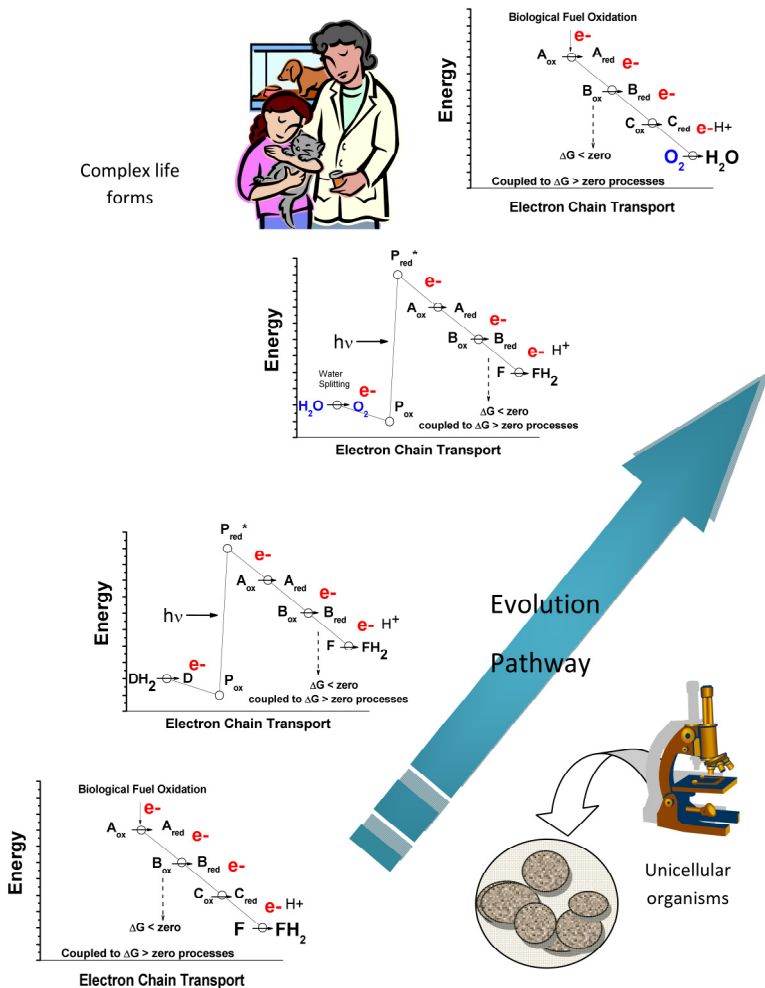 Biological Fuel Oxidation
e-
Aox Ared e-
Box Bred e-
Cox Cred e- H+
O2 H2O
ΔG < zero
Coupled to ΔG > zero processes
Energy
Electron Chain Transport
Complex life
forms
Pred*
e-
Aox Ared e-
Box Bred e- H+
F FH2
hν
Water
Splitting
e-
H2O O2
Pox
ΔG < zero
coupled to ΔG > zero processes
Energy
Electron Chain Transport
Pred*
e-
Aox Ared e-
Box Bred e- H+
F FH2
hν
e-
DH2 D
Pox
ΔG < zero
coupled to ΔG > zero processes
Energy
Electron Chain Transport
Evolution
Pathway
Biological Fuel Oxidation
e-
Aox Ared e-
Box Bred e-
Cox Cred e- H+
F FH2
ΔG < zero
Coupled to ΔG > zero processes
Energy
Electron Chain Transport
Unicellular
organisms